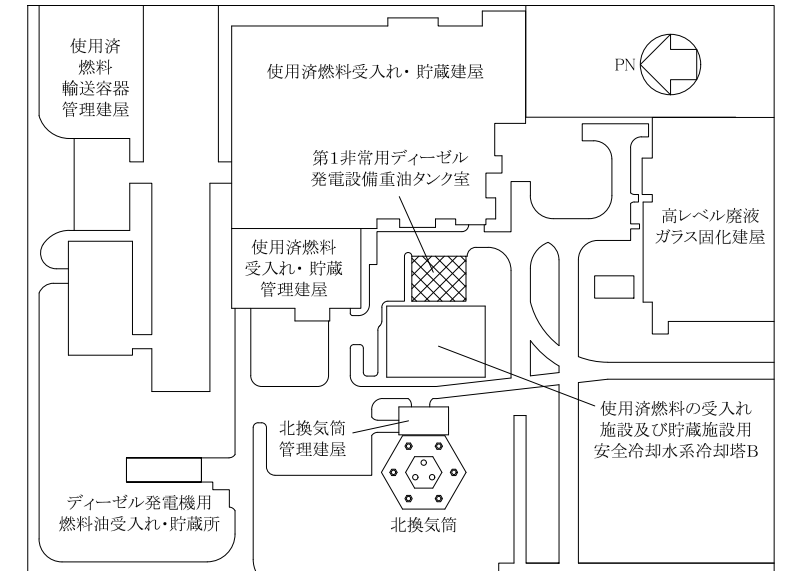 使用済
燃料
輸送容器
管理建屋
使用済燃料受入れ・貯蔵建屋
PN
第1非常用ディーゼル
発電設備重油タンク室
高レベル廃液
ガラス固化建屋
使用済燃料
受入れ・貯蔵
管理建屋
使用済燃料の受入れ
施設及び貯蔵施設用
安全冷却水系冷却塔B
北換気筒
管理建屋
ディーゼル発電機用
燃料油受入れ・貯蔵所
北換気筒